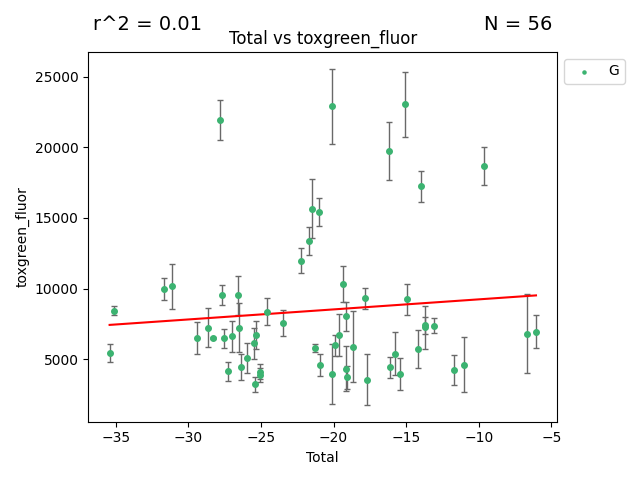 r^2 = 0.01
N = 56
Total vs toxgreen_fluor
G
25000
20000
15000
10000
5000
toxgreen_fluor
−35 −30 −25 −20 −15 −10 −5
Total